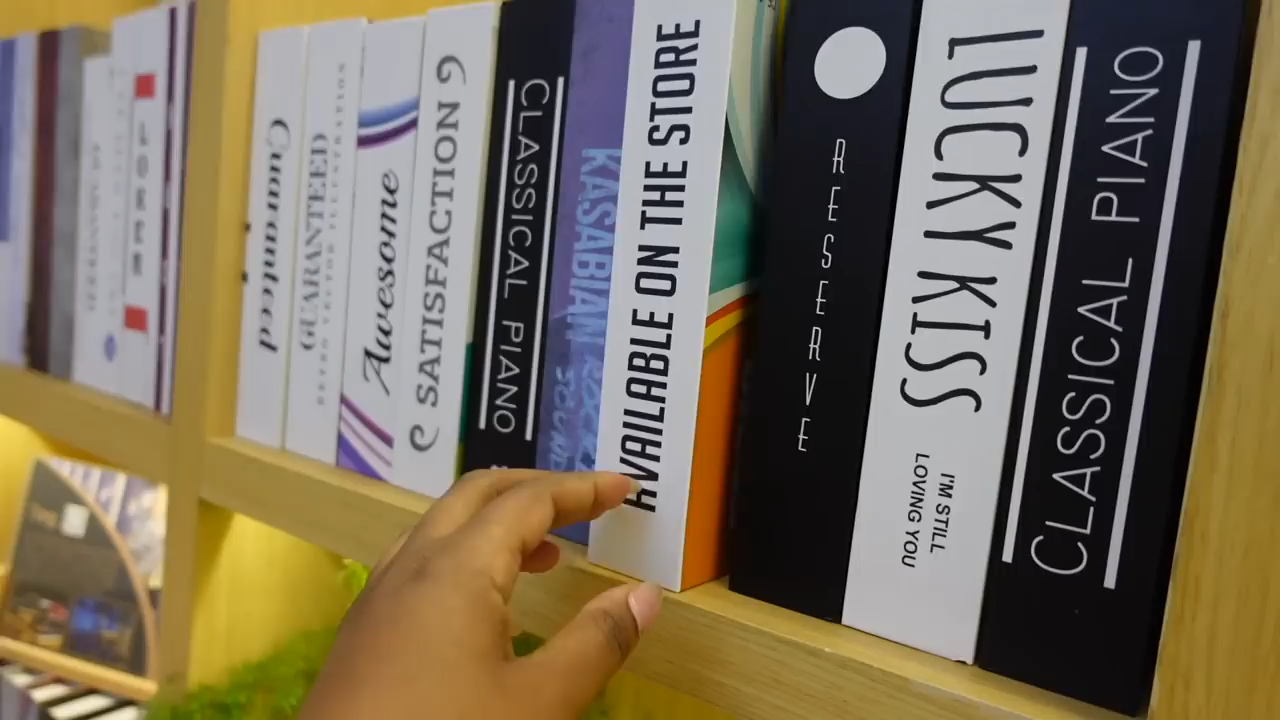 JOKE
Guaranteed
GUARANTEED
Awesome
SATISFACTION
CLASSICAL PIANO
KASABIAN
AVAILABLE ON THE STORE
RESERVE
LUCKY KISS
I'M STILL
LOVING YOU
CLASSICAL PIANO